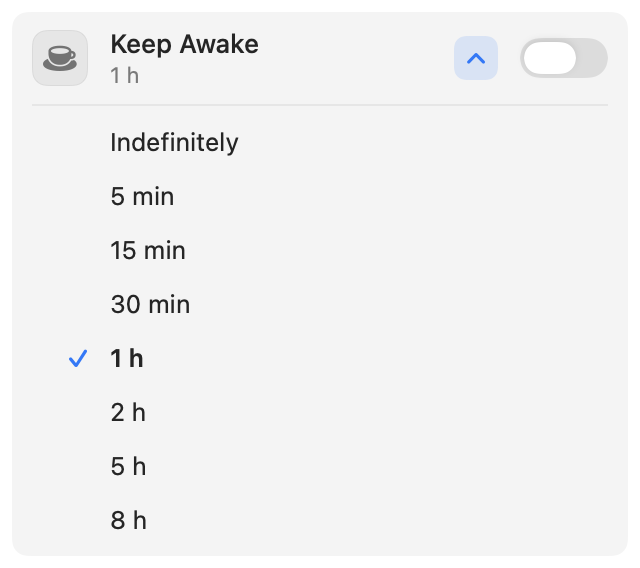 Keep Awake
1 h
Indefinitely
5 min
15 min
30 min
1 h
2 h
5 h
8 h